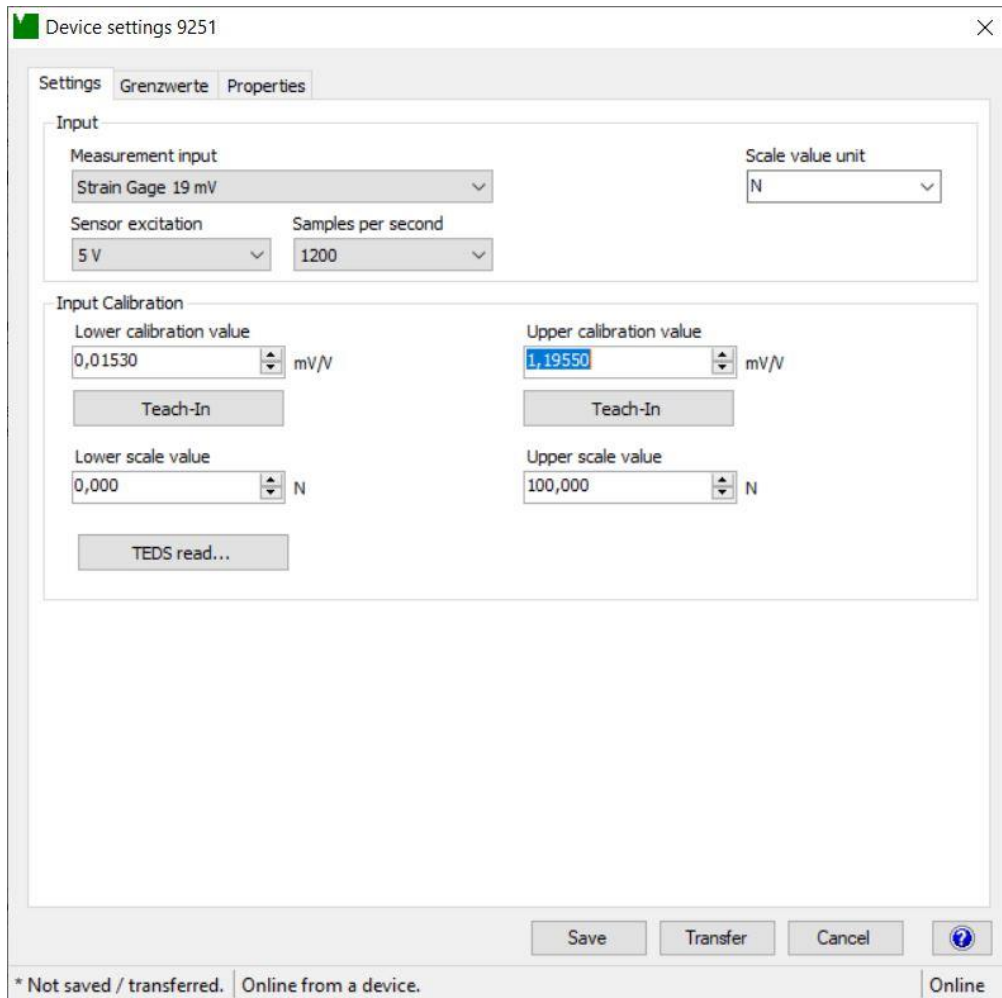 Device settings 9251
Settings Grenzwerte Properties
Input
Measurement input Scale value unit
Strain Gage 19 mV N
Sensor excitation Samples per second
5 V 1200
Input Calibration
Lower calibration value Upper calibration value
0,01530 mV/V 1,19550 mV/V
Teach-In Teach-In
Lower scale value Upper scale value
0,000 N 100,000 N
TEDS read...
Save Transfer Cancel ?
* Not saved / transferred. Online from a device. Online